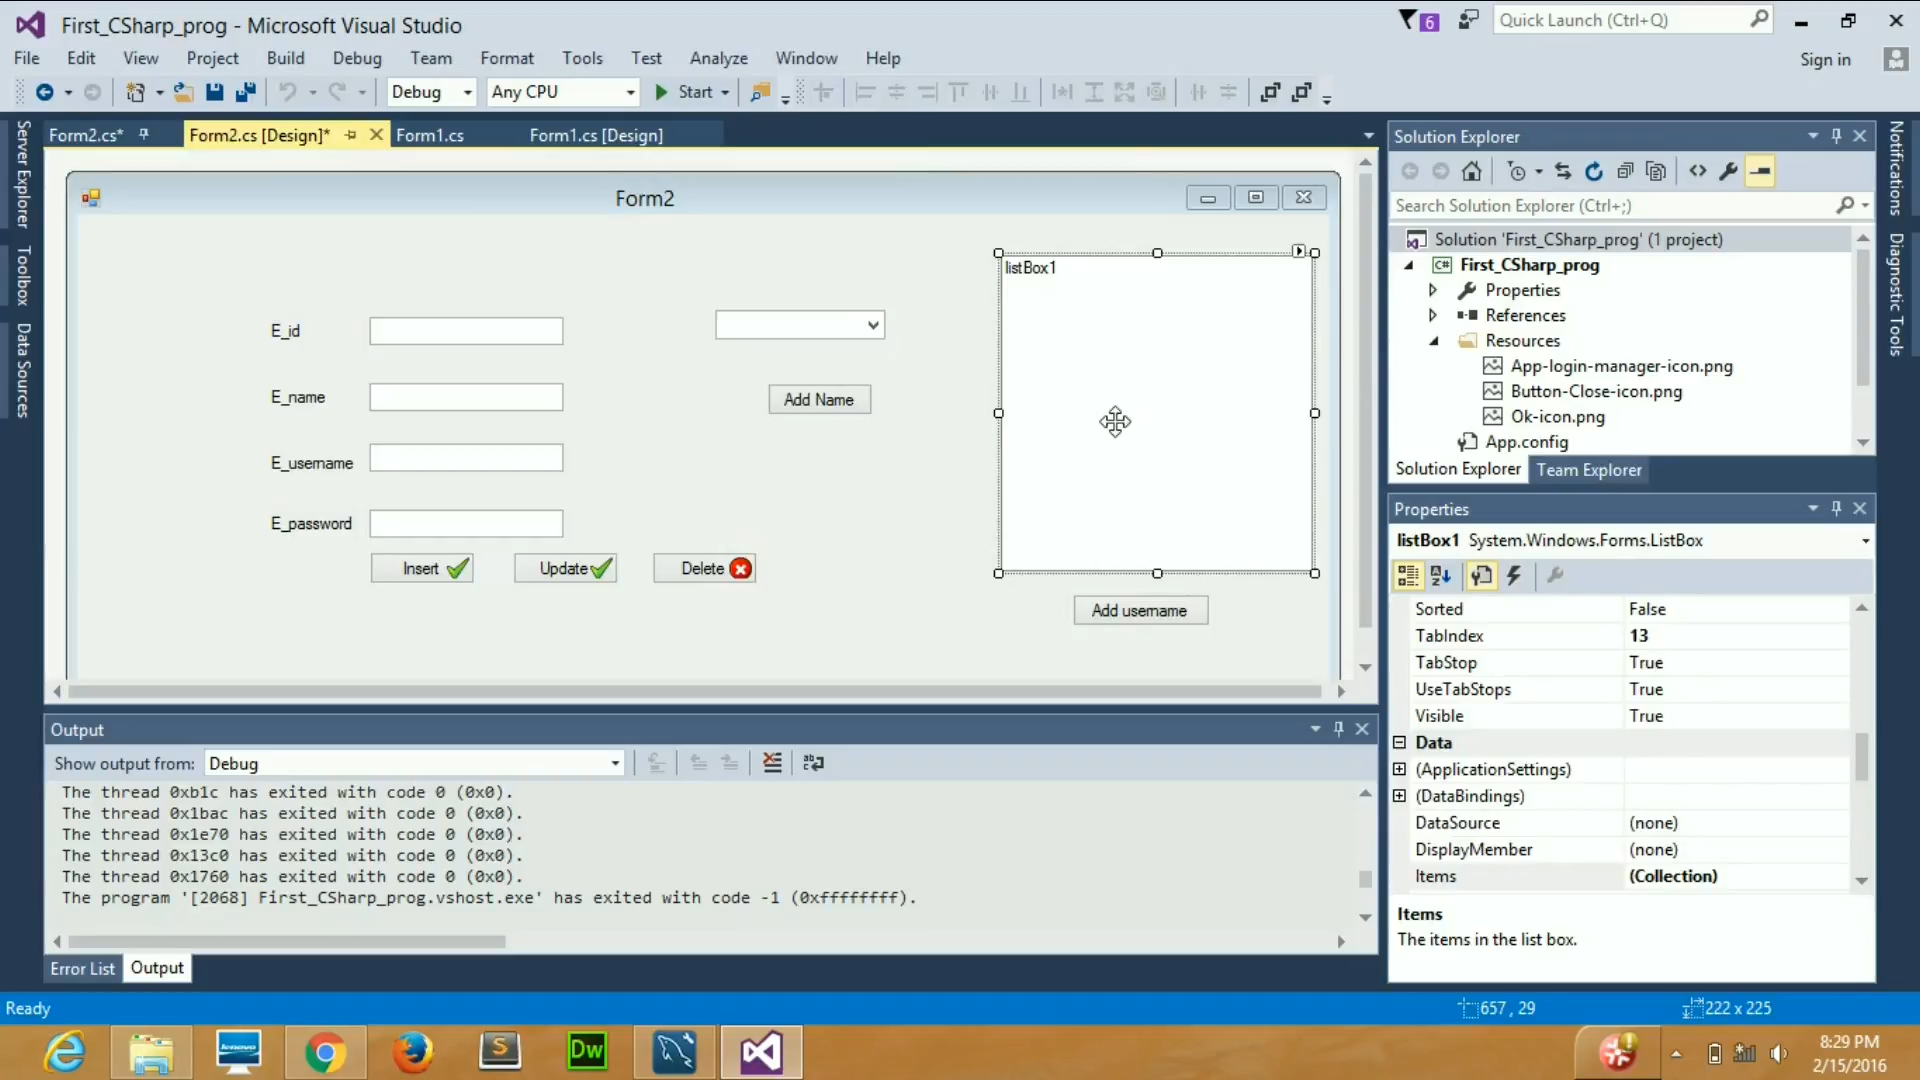 First_CSharp_prog - Microsoft Visual Studio
6
Quick Launch (Ctrl+Q)
File Edit View Project Build Debug Team Format Tools Test Analyze Window Help
Sign in
Debug Any CPU Start
Server Explorer
Toolbox
Data Sources
Form2.cs* Form2.cs [Design]* Form1.cs Form1.cs [Design]
Form2
listBox1
E_id
E_name
Add Name
E_username
E_password
Insert Update Delete
Add username
Output
Show output from: Debug
The thread 0xb1c has exited with code 0 (0x0).
The thread 0x1bac has exited with code 0 (0x0).
The thread 0x1e70 has exited with code 0 (0x0).
The thread 0x13c0 has exited with code 0 (0x0).
The thread 0x1760 has exited with code 0 (0x0).
The program '[2068] First_CSharp_prog.vshost.exe' has exited with code -1 (0xffffffff).
Error List Output
Solution Explorer
Search Solution Explorer (Ctrl+;)
Solution 'First_CSharp_prog' (1 project)
C# First_CSharp_prog
Properties
References
Resources
App-login-manager-icon.png
Button-Close-icon.png
Ok-icon.png
App.config
Solution Explorer Team Explorer
Properties
listBox1 System.Windows.Forms.ListBox
Sorted False
TabIndex 13
TabStop True
UseTabStops True
Visible True
Data
(ApplicationSettings)
(DataBindings)
DataSource (none)
DisplayMember (none)
Items (Collection)
Items
The items in the list box.
Notifications
Diagnostic Tools
Ready
657 , 29
222 x 225
lenovo
S
Dw
8:29 PM
2/15/2016